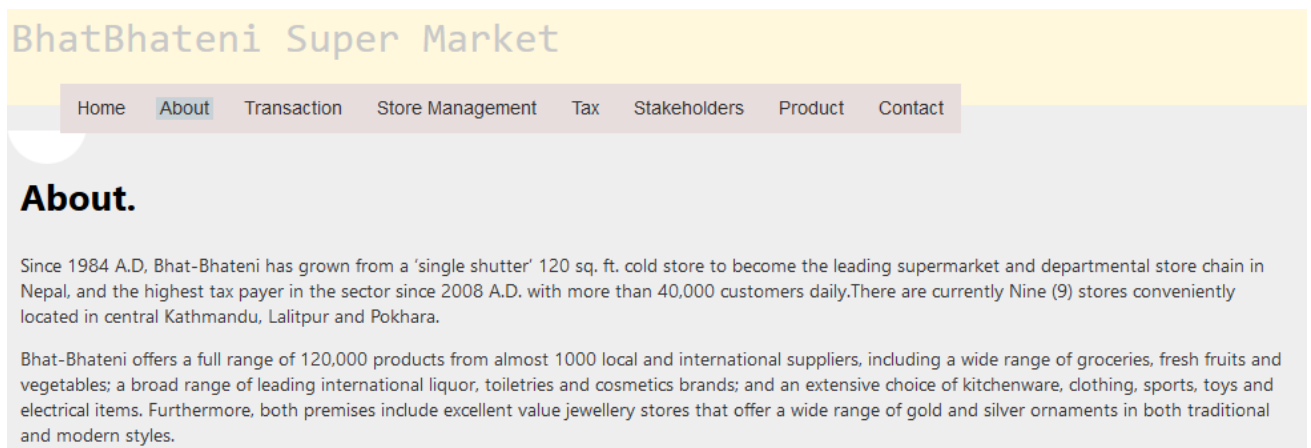 BhatBhateni Super Market
Home About Transaction Store Management Tax Stakeholders Product Contact
About.
Since 1984 A.D, Bhat-Bhateni has grown from a ‘single shutter’ 120 sq. ft. cold store to become the leading supermarket and departmental store chain in
Nepal, and the highest tax payer in the sector since 2008 A.D. with more than 40,000 customers daily.There are currently Nine (9) stores conveniently
located in central Kathmandu, Lalitpur and Pokhara.
Bhat-Bhateni offers a full range of 120,000 products from almost 1000 local and international suppliers, including a wide range of groceries, fresh fruits and
vegetables; a broad range of leading international liquor, toiletries and cosmetics brands; and an extensive choice of kitchenware, clothing, sports, toys and
electrical items. Furthermore, both premises include excellent value jewellery stores that offer a wide range of gold and silver ornaments in both traditional
and modern styles.